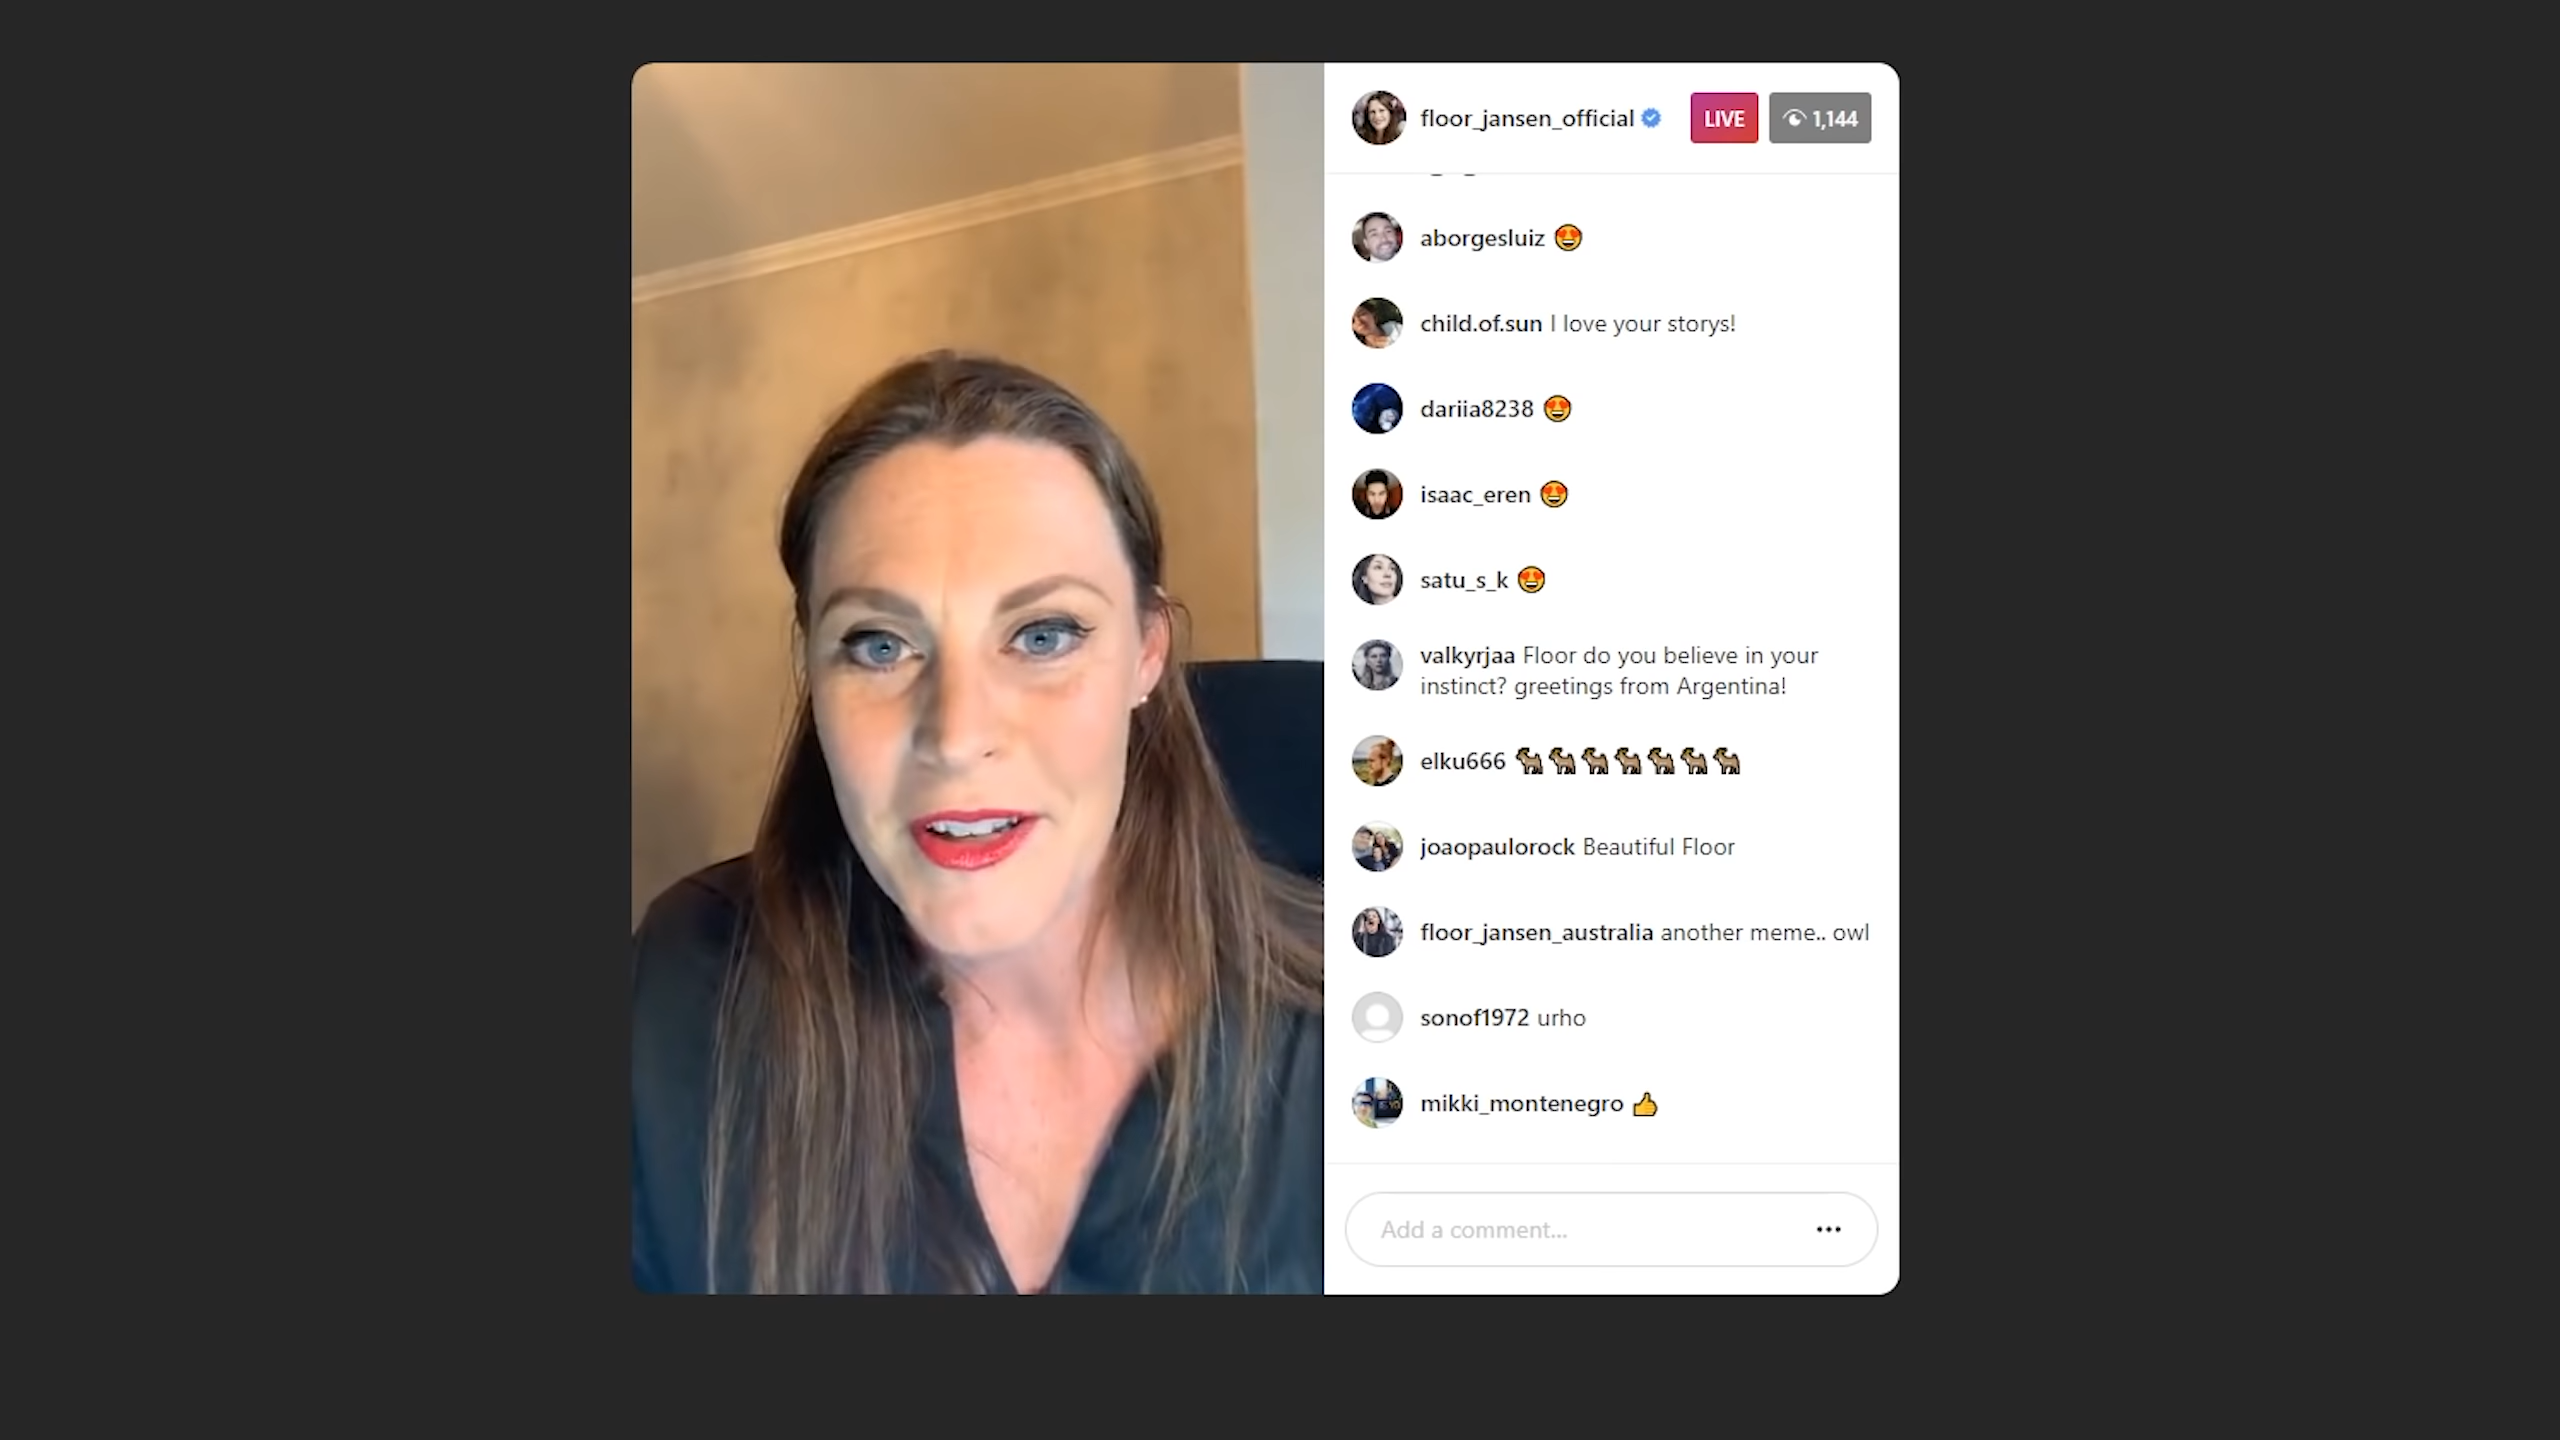 floor_jansen_official LIVE 1,144
aborgesluiz 😍
child.of.sun I love your storys!
dariia8238 😍
isaac_eren 😍
satu_s_k 😍
valkyrjaa Floor do you believe in your
instinct? greetings from Argentina!
elku666 🐐🐐🐐🐐🐐🐐🐐
joaopaulorock Beautiful Floor
floor_jansen_australia another meme.. owl
sonof1972 urho
mikki_montenegro 👍
Add a comment... •••